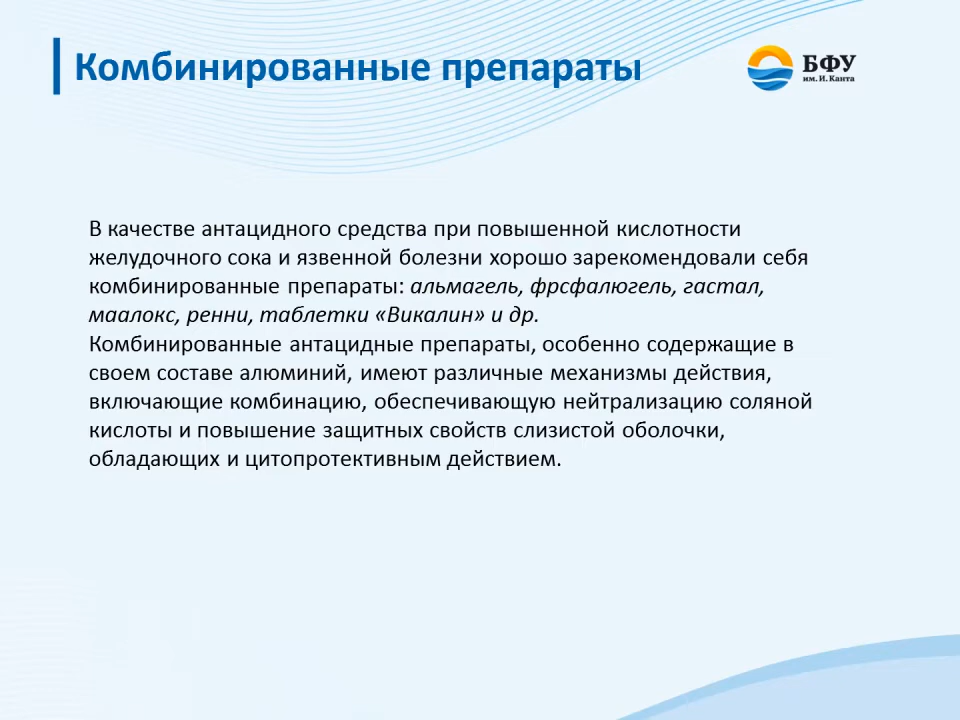 Комбинированные препараты
БФУ
им. И. Канта
В качестве антацидного средства при повышенной кислотности
желудочного сока и язвенной болезни хорошо зарекомендовали себя
комбинированные препараты: альмагель, фрсфалюгель, гастал,
маалокс, ренни, таблетки «Викалин» и др.
Комбинированные антацидные препараты, особенно содержащие в
своем составе алюминий, имеют различные механизмы действия,
включающие комбинацию, обеспечивающую нейтрализацию соляной
кислоты и повышение защитных свойств слизистой оболочки,
обладающих и цитопротективным действием.